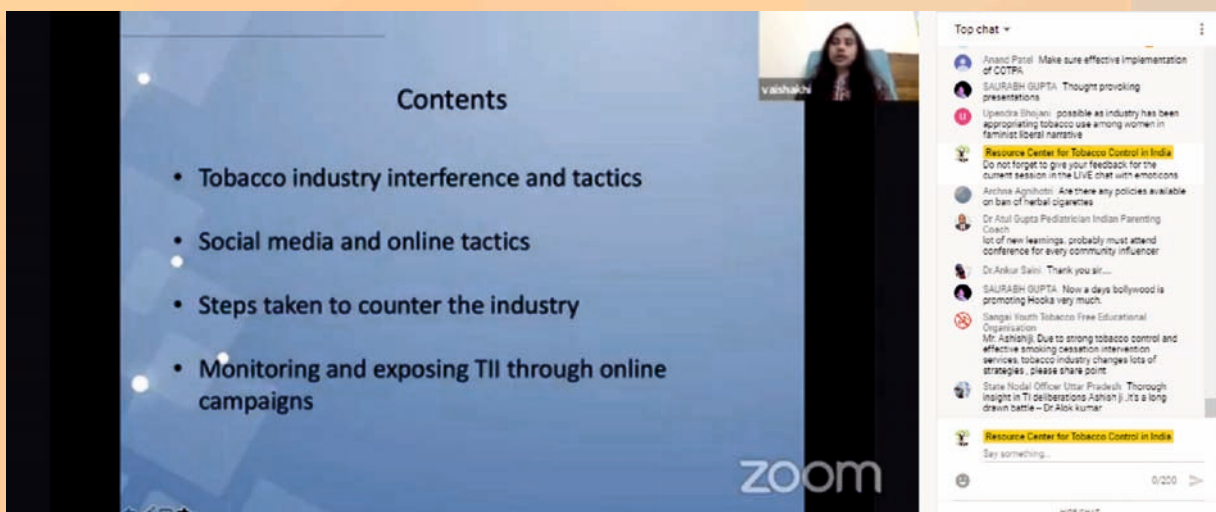 Contents
• Tobacco industry interference and tactics
• Social media and online tactics
• Steps taken to counter the industry
• Monitoring and exposing TII through online
campaigns
vaishakhi
zoom
Top chat
Anand Patel Make sure effective implementation
of COTPA
SAURABH GUPTA Thought provoking
presentations
U
Upendra Bhojani possible as industry has been
appropriating tobacco use among women in
faminist liberal narrative
Resource Center for Tobacco Control in India
Do not forget to give your feedback for the
current session in the LIVE chat with emoticons
Archna Agnihotri Are there any policies available
on ban of herbal cigarettes
Dr Atul Gupta Pediatrician Indian Parenting
Coach
lot of new learnings, probably must attend
conference for every community influencer
Dr.Ankur Saini Thank you sir....
SAURABH GUPTA Now a days bollywood is
promoting Hooka very much.
Sangai Youth Tobacco Free Educational
Organisation
Mr. Ashishji, Due to strong tobacco control and
effective smoking cessation intervention
services, tobacco industry changes lots of
strategies , please share point
State Nodal Officer Uttar Pradesh Thorough
insight in TI deliberations Ashish ji .It's a long
drawn battle – Dr.Alok kumar
Resource Center for Tobacco Control in India
Say something...
0/200
HIDE CHAT